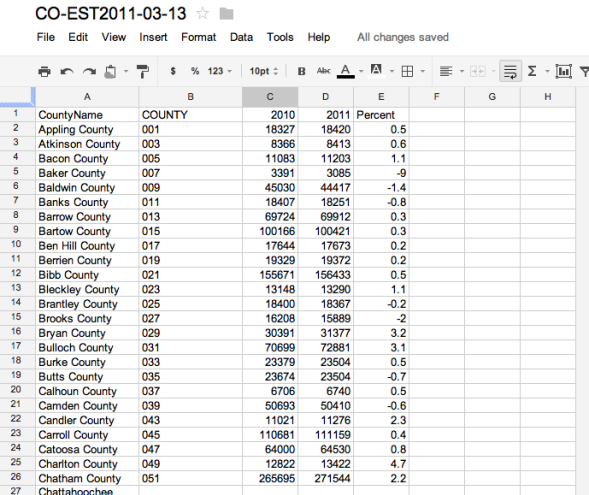 CO-EST2011-03-13
File Edit View Insert Format Data Tools Help All changes saved
$ % 123 10pt B Abc A A Σ
A B C D E F G H
1 CountyName COUNTY 2010 2011 Percent
2 Appling County 001 18327 18420 0.5
3 Atkinson County 003 8366 8413 0.6
4 Bacon County 005 11083 11203 1.1
5 Baker County 007 3391 3085 -9
6 Baldwin County 009 45030 44417 -1.4
7 Banks County 011 18407 18251 -0.8
8 Barrow County 013 69724 69912 0.3
9 Bartow County 015 100166 100421 0.3
10 Ben Hill County 017 17644 17673 0.2
11 Berrien County 019 19329 19372 0.2
12 Bibb County 021 155671 156433 0.5
13 Bleckley County 023 13148 13290 1.1
14 Brantley County 025 18400 18367 -0.2
15 Brooks County 027 16208 15889 -2
16 Bryan County 029 30391 31377 3.2
17 Bulloch County 031 70699 72881 3.1
18 Burke County 033 23379 23504 0.5
19 Butts County 035 23674 23504 -0.7
20 Calhoun County 037 6706 6740 0.5
21 Camden County 039 50693 50410 -0.6
22 Candler County 043 11021 11276 2.3
23 Carroll County 045 110681 111159 0.4
24 Catoosa County 047 64000 64530 0.8
25 Charlton County 049 12822 13422 4.7
26 Chatham County 051 265695 271544 2.2
27 Chattahoochee